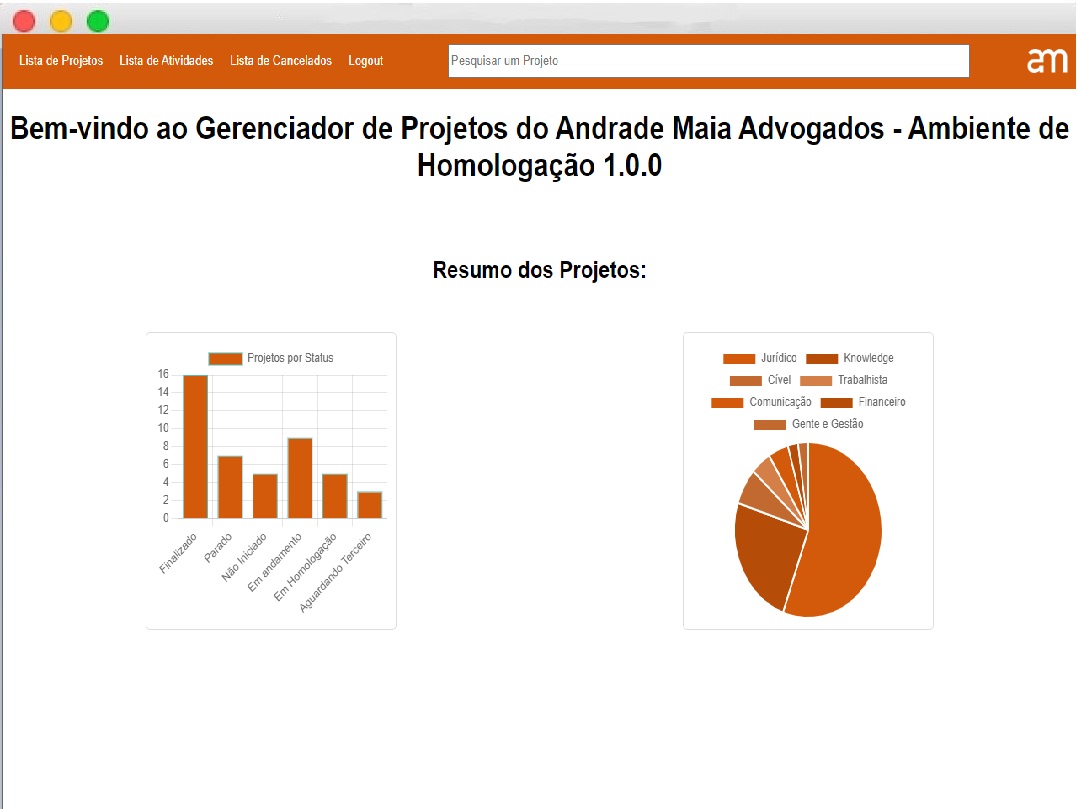 Lista de Projetos Lista de Atividades Lista de Cancelados Logout Pesquisar um Projeto am
Bem-vindo ao Gerenciador de Projetos do Andrade Maia Advogados - Ambiente de
Homologação 1.0.0
Resumo dos Projetos:
Projetos por Status
16
14
12
10
8
6
4
2
0
Finalizado
Parado
Não Iniciado
Em andamento
Em Homologação
Aguardando Terceiro
Jurídico Knowledge
Cível Trabalhista
Comunicação Financeiro
Gente e Gestão